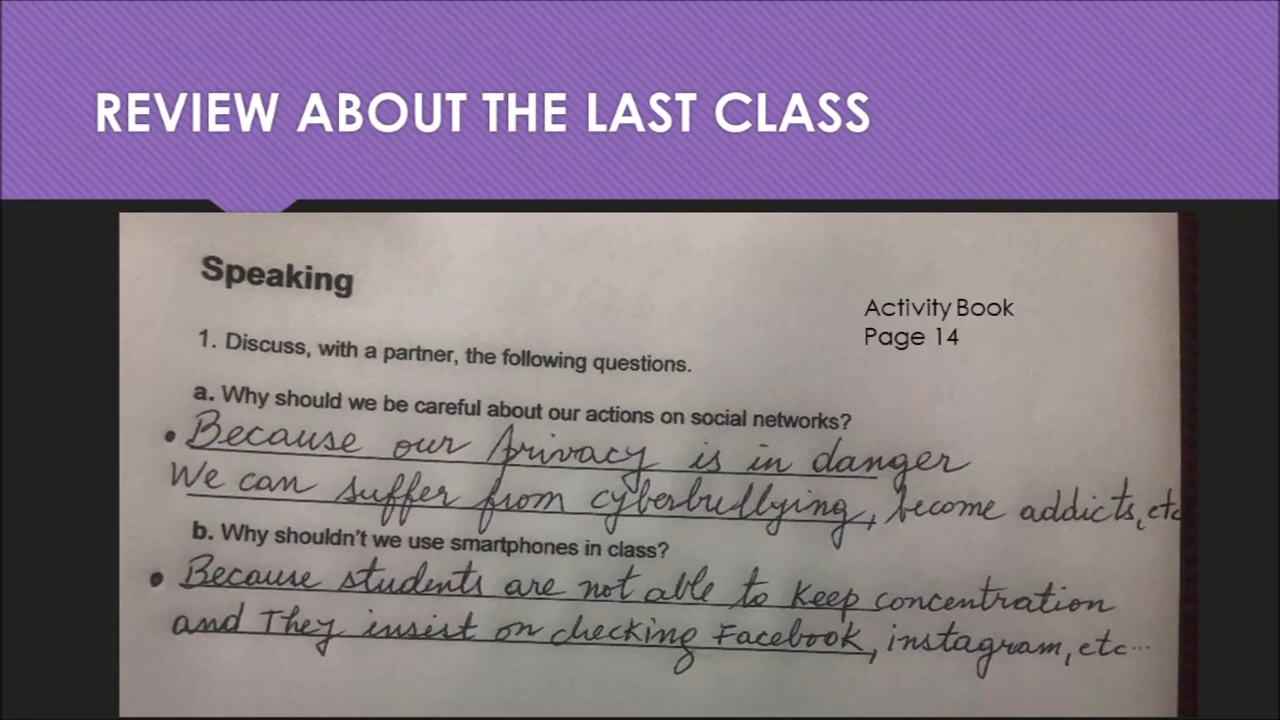 REVIEW ABOUT THE LAST CLASS
Speaking
Activity Book
Page 14
1. Discuss, with a partner, the following questions.
a. Why should we be careful about our actions on social networks?
• Because our privacy is in danger
We can suffer from cyberbullying, become addicts, etc
b. Why shouldn't we use smartphones in class?
• Because students are not able to keep concentration
and They insist on checking Facebook, instagram, etc...